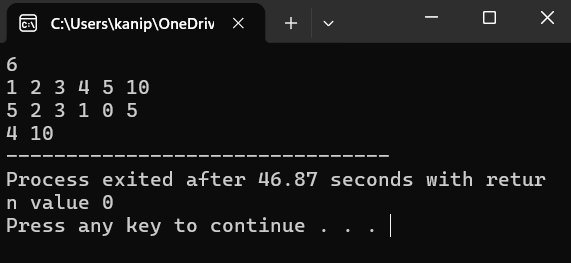 C:\Users\kanip\OneDriv
6
1 2 3 4 5 10
5 2 3 1 0 5
4 10
--------------------------------
Process exited after 46.87 seconds with retur
n value 0
Press any key to continue . . .